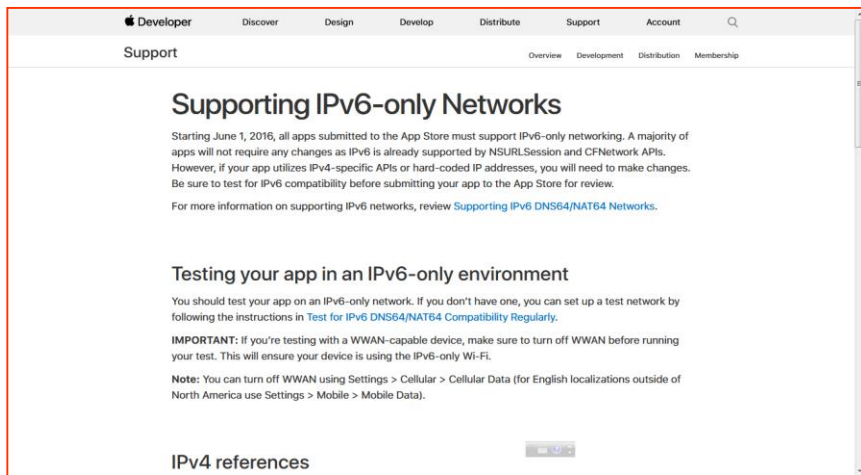 Developer Discover Design Develop Distribute Support Account
Support Overview Development Distribution Membership
Supporting IPv6-only Networks
Starting June 1, 2016, all apps submitted to the App Store must support IPv6-only networking. A majority of
apps will not require any changes as IPv6 is already supported by NSURLSession and CFNetwork APIs.
However, if your app utilizes IPv4-specific APIs or hard-coded IP addresses, you will need to make changes.
Be sure to test for IPv6 compatibility before submitting your app to the App Store for review.
For more information on supporting IPv6 networks, review Supporting IPv6 DNS64/NAT64 Networks.
Testing your app in an IPv6-only environment
You should test your app on an IPv6-only network. If you don't have one, you can set up a test network by
following the instructions in Test for IPv6 DNS64/NAT64 Compatibility Regularly.
IMPORTANT: If you're testing with a WWAN-capable device, make sure to turn off WWAN before running
your test. This will ensure your device is using the IPv6-only Wi-Fi.
Note: You can turn off WWAN using Settings > Cellular > Cellular Data (for English localizations outside of
North America use Settings > Mobile > Mobile Data).
IPv4 references